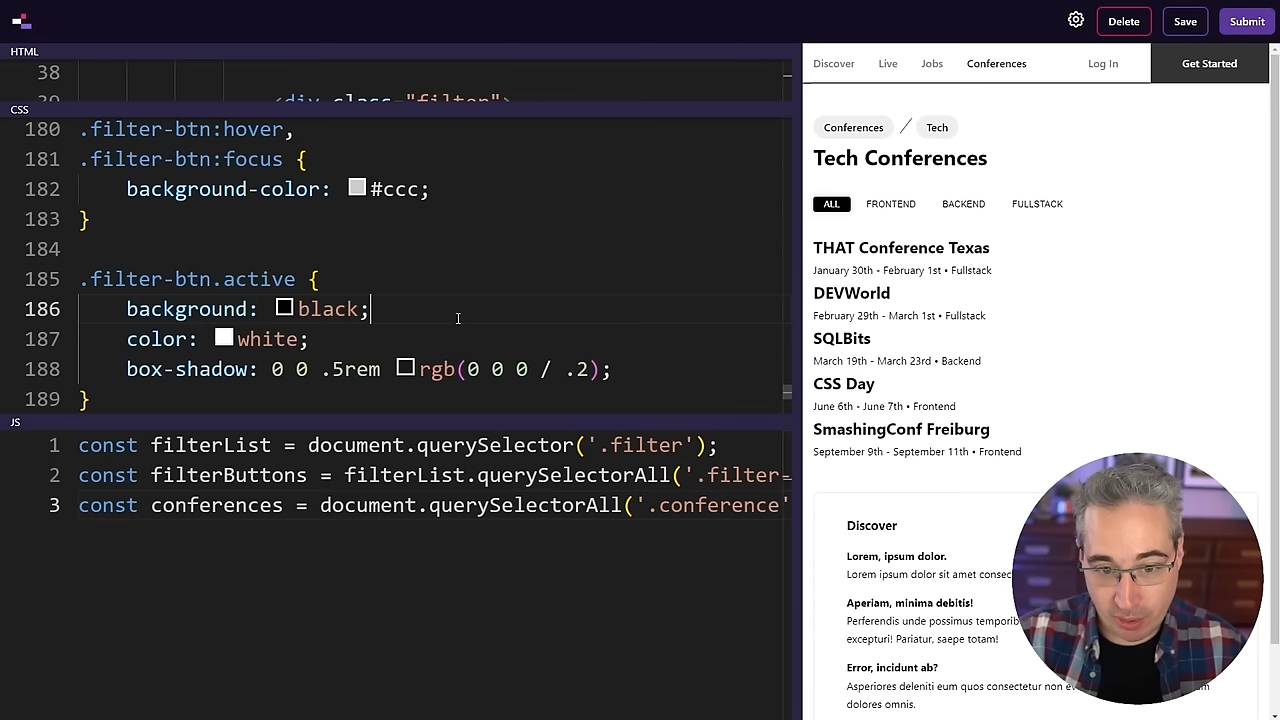 Delete
Save
Submit
HTML
38
39 <div class="filter">
CSS
180 .filter-btn:hover,
181 .filter-btn:focus {
182 background-color: #ccc;
183 }
184
185 .filter-btn.active {
186 background: black;
187 color: white;
188 box-shadow: 0 0 .5rem rgb(0 0 0 / .2);
189 }
JS
1 const filterList = document.querySelector('.filter');
2 const filterButtons = filterList.querySelectorAll('.filter-
3 const conferences = document.querySelectorAll('.conference'
Discover Live Jobs Conferences Log In Get Started
Conferences / Tech
Tech Conferences
ALL FRONTEND BACKEND FULLSTACK
THAT Conference Texas
January 30th - February 1st • Fullstack
DEVWorld
February 29th - March 1st • Fullstack
SQLBits
March 19th - March 23rd • Backend
CSS Day
June 6th - June 7th • Frontend
SmashingConf Freiburg
September 9th - September 11th • Frontend
Discover
Lorem, ipsum dolor.
Lorem ipsum dolor sit amet consec
Aperiam, minima debitis!
Perferendis unde possimus temporib
excepturi! Pariatur, saepe totam!
Error, incidunt ab?
Asperiores deleniti eum quos consectetur non
dolores omnis.